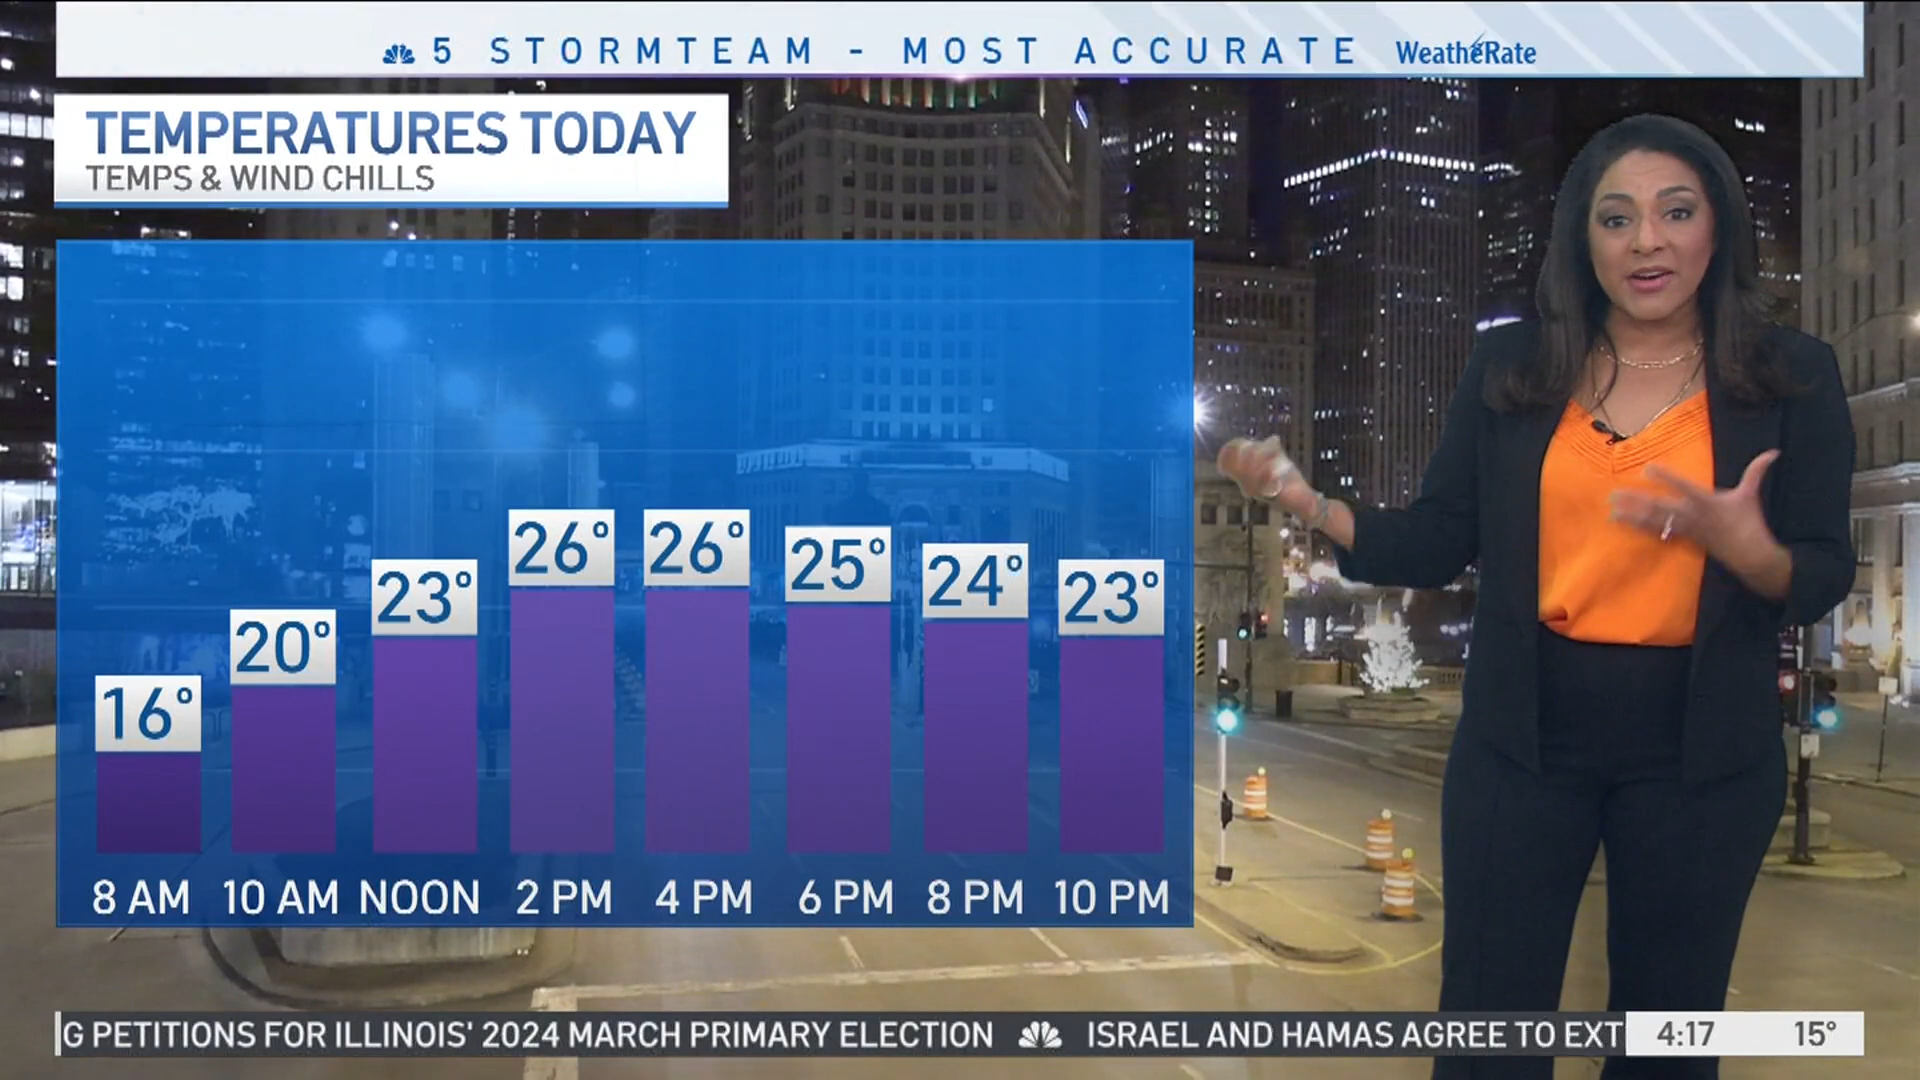 5 STORMTEAM - MOST ACCURATE WeatheRate
TEMPERATURES TODAY
TEMPS & WIND CHILLS
16° 20° 23° 26° 26° 25° 24° 23°
8 AM 10 AM NOON 2 PM 4 PM 6 PM 8 PM 10 PM
G PETITIONS FOR ILLINOIS' 2024 MARCH PRIMARY ELECTION ISRAEL AND HAMAS AGREE TO EXT 4:17 15°